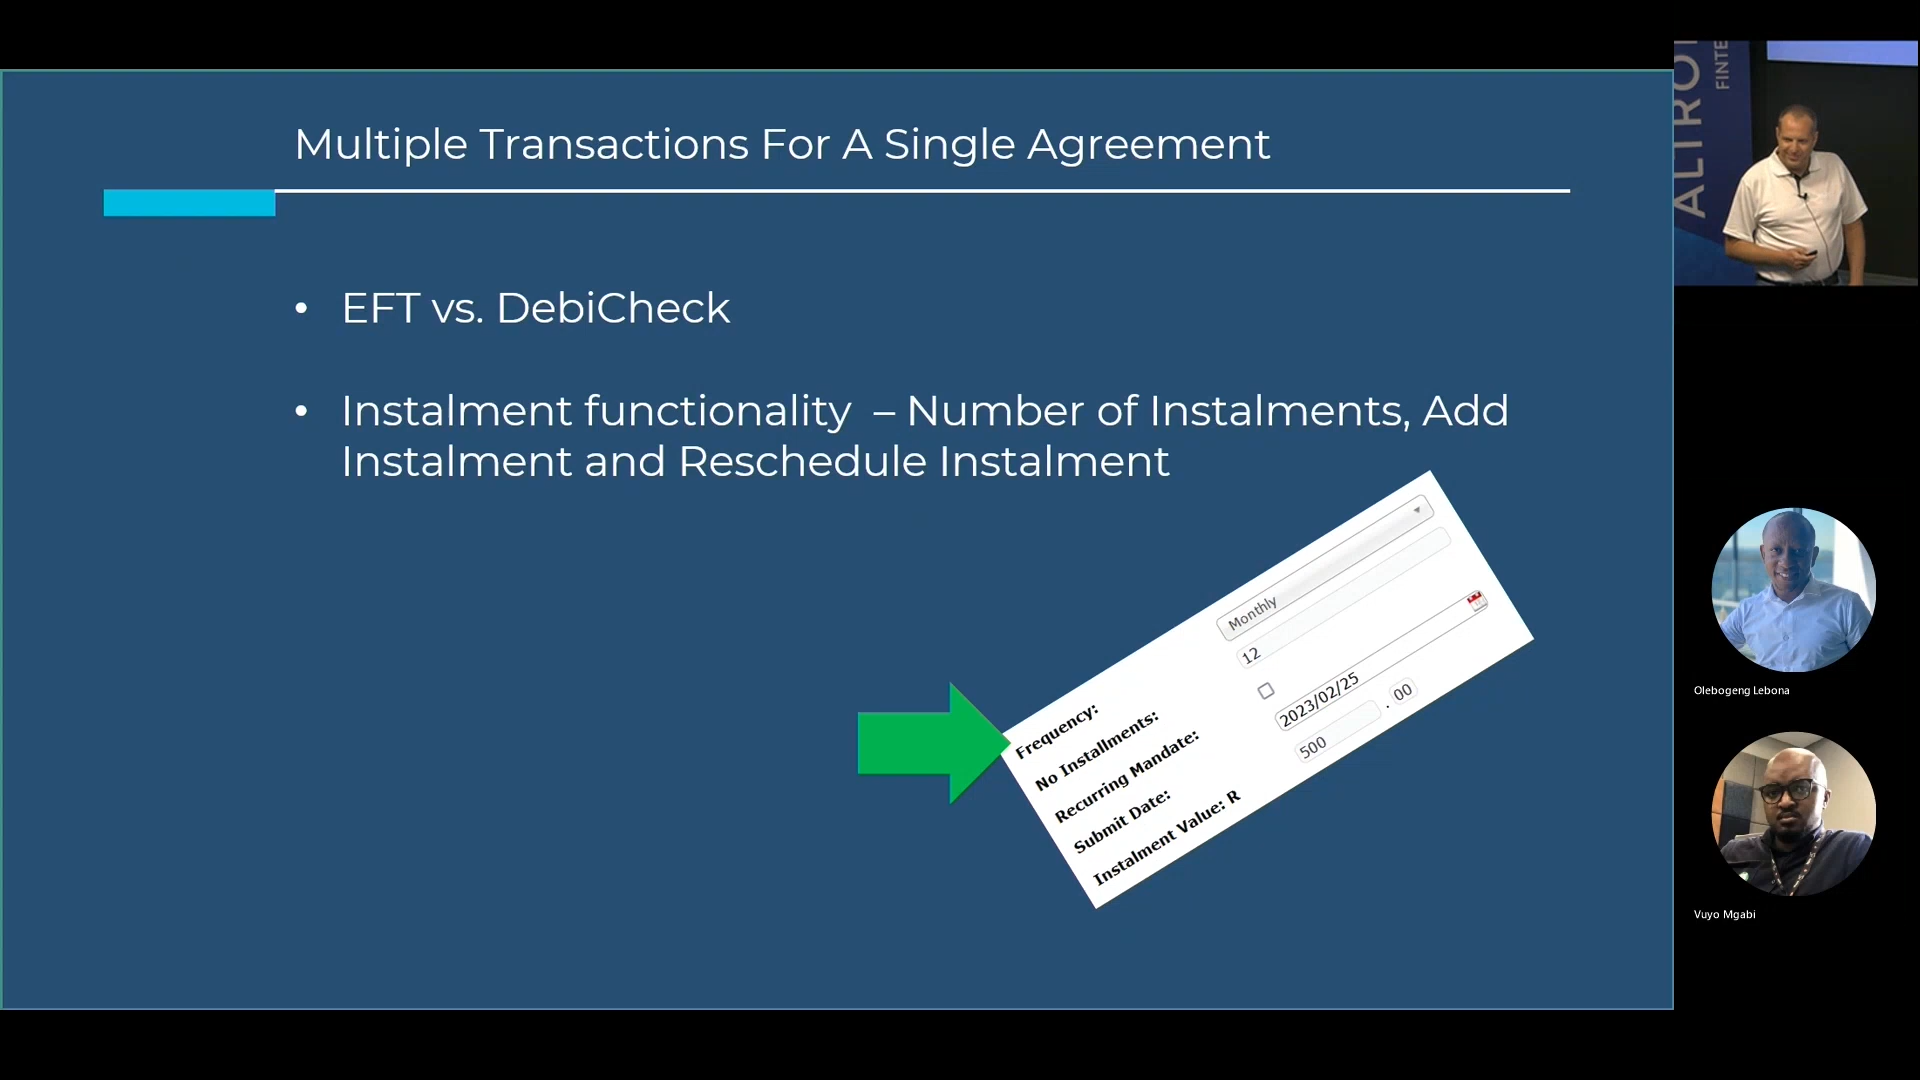 Multiple Transactions For A Single Agreement
• EFT vs. DebiCheck
• Instalment functionality – Number of Instalments, Add
Instalment and Reschedule Instalment
Frequency: Monthly
No Installments: 12
Recurring Mandate:
Submit Date: 2023/02/25
Instalment Value: R 500 . 00
ALTRO
FINTE
Olebogeng Lebona
Vuyo Mgabi